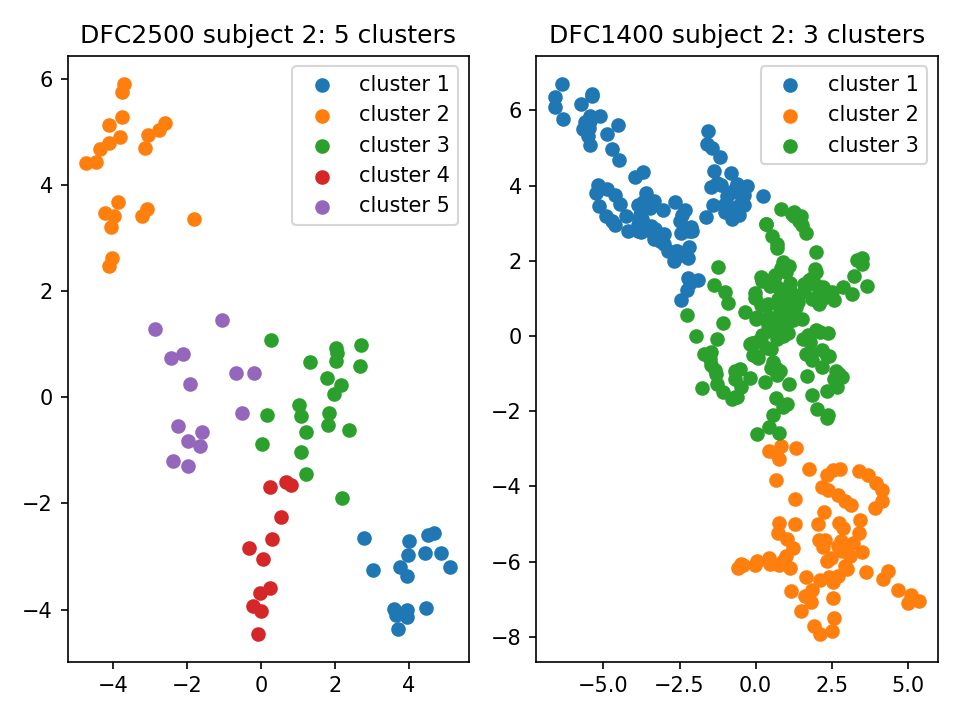 DFC2500 subject 2: 5 clusters
cluster 1
cluster 2
cluster 3
cluster 4
cluster 5
6
4
2
0
−2
−4
−4
−2
0
2
4
DFC1400 subject 2: 3 clusters
cluster 1
cluster 2
cluster 3
6
4
2
0
−2
−4
−6
−8
−5.0
−2.5
0.0
2.5
5.0